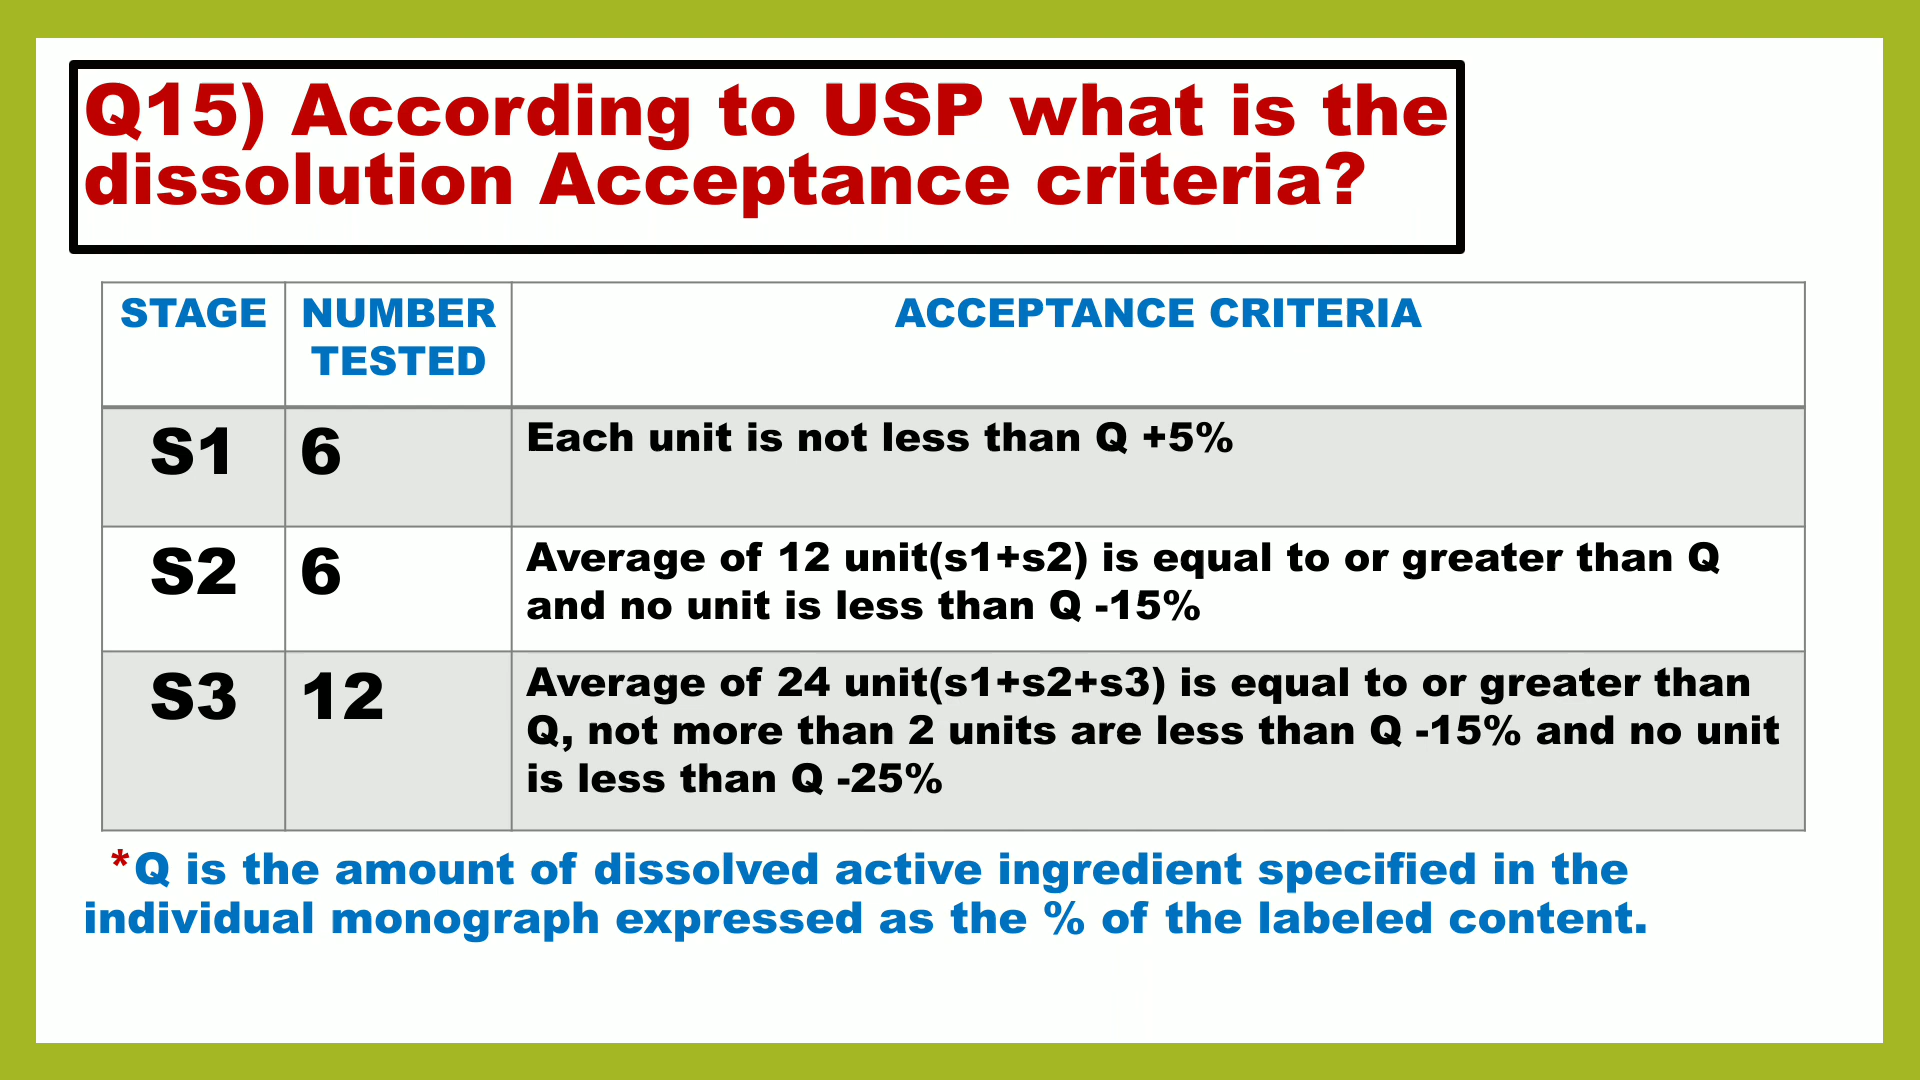 Q15) According to USP what is the
dissolution Acceptance criteria?
STAGE
NUMBER
TESTED
ACCEPTANCE CRITERIA
S1
6
Each unit is not less than Q +5%
S2
6
Average of 12 unit(s1+s2) is equal to or greater than Q
and no unit is less than Q -15%
S3
12
Average of 24 unit(s1+s2+s3) is equal to or greater than
Q, not more than 2 units are less than Q -15% and no unit
is less than Q -25%
*Q is the amount of dissolved active ingredient specified in the
individual monograph expressed as the % of the labeled content.